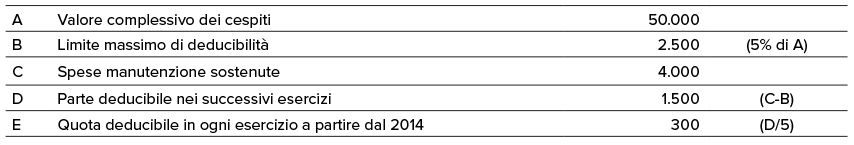 A Valore complessivo dei cespiti 50.000
B Limite massimo di deducibilità 2.500 (5% di A)
C Spese manutenzione sostenute 4.000
D Parte deducibile nei successivi esercizi 1.500 (C-B)
E Quota deducibile in ogni esercizio a partire dal 2014 300 (D/5)